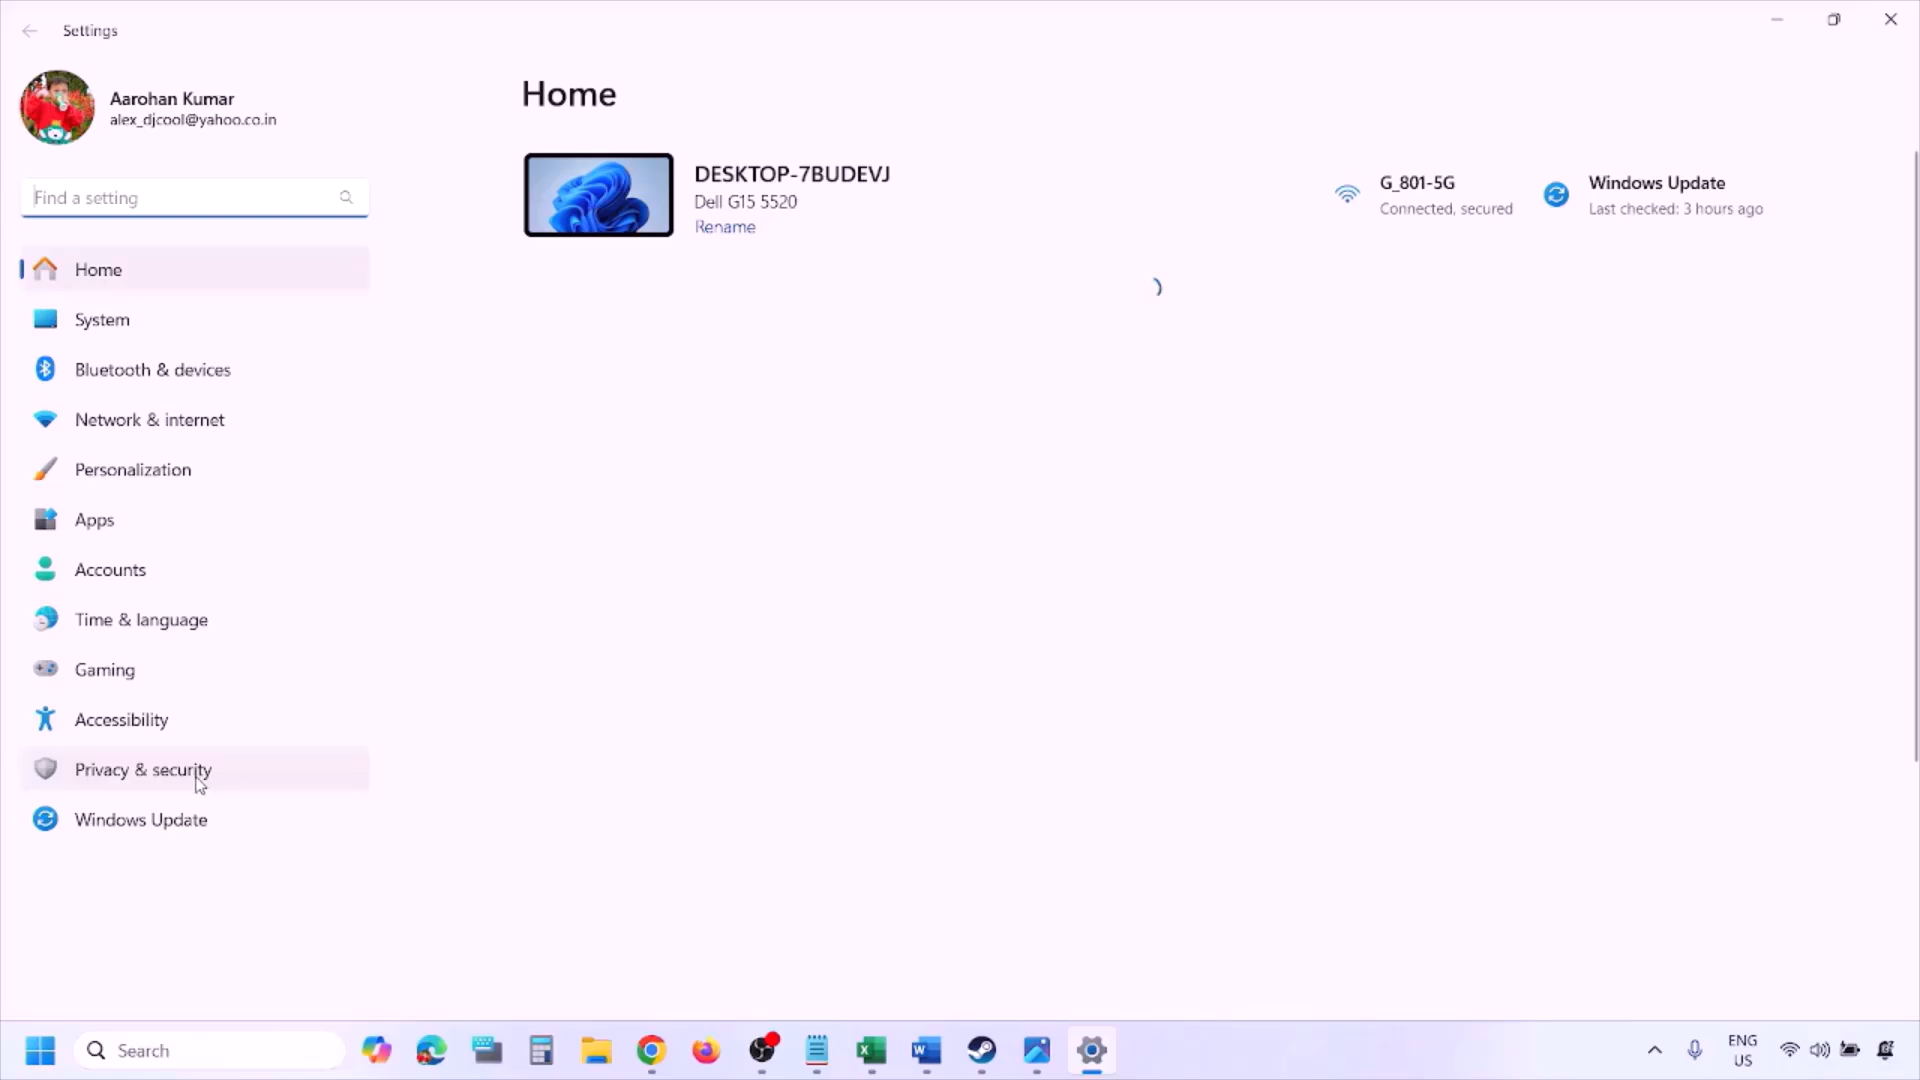 Settings
Aarohan Kumar
alex_djcool@yahoo.co.in
Find a setting
Home
System
Bluetooth & devices
Network & internet
Personalization
Apps
Accounts
Time & language
Gaming
Accessibility
Privacy & security
Windows Update
Home
DESKTOP-7BUDEVJ
Dell G15 5520
Rename
G_801-5G
Connected, secured
Windows Update
Last checked: 3 hours ago
Search
ENG
US